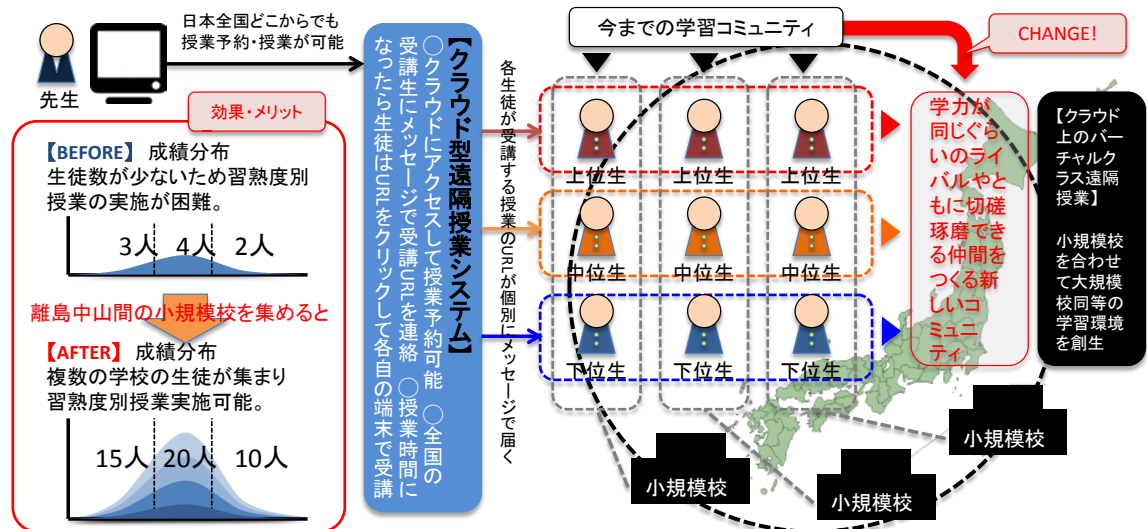 日本全国どこからでも
授業予約・授業が可能
先生
効果・メリット
【BEFORE】 成績分布
生徒数が少ないため習熟度別
授業の実施が困難。
3人 4人 2人
離島中山間の小規模校を集めると
【AFTER】 成績分布
複数の学校の生徒が集まり
習熟度別授業実施可能。
15人 20人 10人
【クラウド型遠隔授業システム】
○クラウドにアクセスして授業予約可能 ○全国の
受講生にメッセージで受講URLを連絡 ○授業時間に
なったら生徒はURLをクリックして各自の端末で受講
各生徒が受講する授業のURLが個別にメッセージで届く
今までの学習コミュニティ
CHANGE!
上位生 上位生 上位生
中位生 中位生 中位生
下位生 下位生 下位生
学力が
同じぐら
いのライ
バルやと
もに切磋
琢磨でき
る仲間を
つくる新
しいコ
ミュニ
ティ
【クラウド
上のバー
チャルク
ラス遠隔
授業】
小規模校
を合わせ
て大規模
校同等の
学習環境
を創生
小規模校
小規模校
小規模校